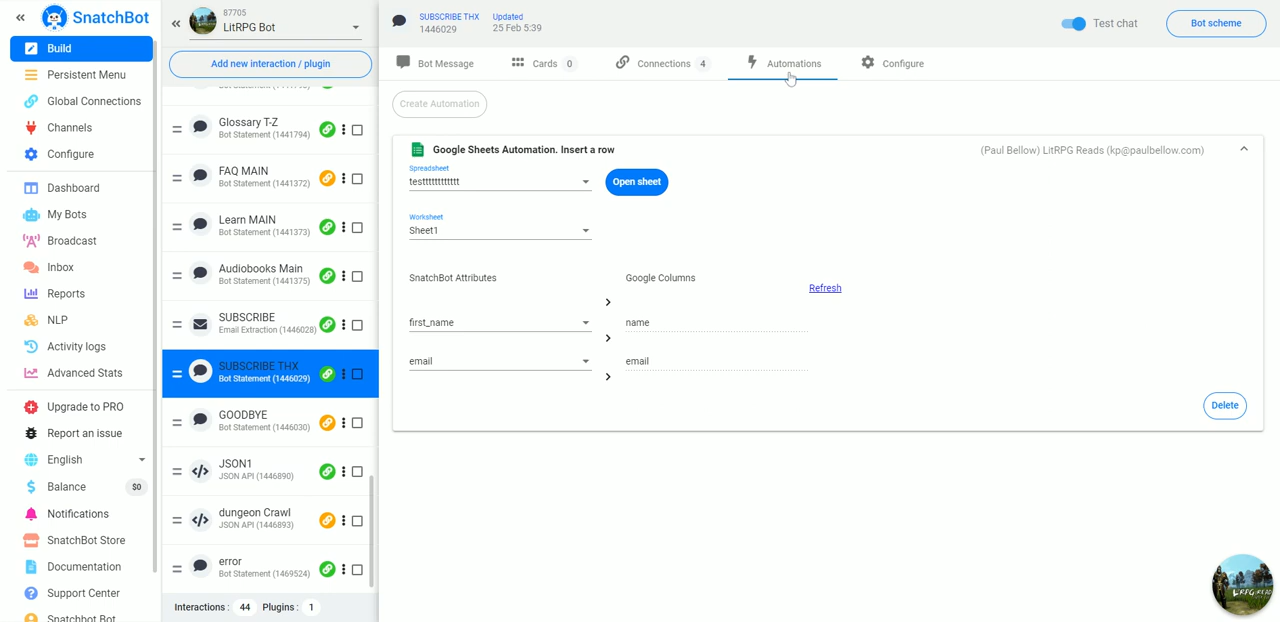 SnatchBot
Build
Persistent Menu
Global Connections
Channels
Configure
Dashboard
My Bots
Broadcast
Inbox
Reports
NLP
Activity logs
Advanced Stats
Upgrade to PRO
Report an issue
English
Balance $0
Notifications
SnatchBot Store
Documentation
Support Center
Snatchbot Bot
87705
LitRPG Bot
Add new interaction / plugin
Glossary T-Z
Bot Statement (1441794)
FAQ MAIN
Bot Statement (1441372)
Learn MAIN
Bot Statement (1441373)
Audiobooks Main
Bot Statement (1441375)
SUBSCRIBE
Email Extraction (1446028)
SUBSCRIBE THX
Bot Statement (1446029)
GOODBYE
Bot Statement (1446030)
JSON1
JSON API (1446890)
dungeon Crawl
JSON API (1446893)
error
Bot Statement (1469524)
Interactions : 44 Plugins : 1
SUBSCRIBE THX
1446029
Updated
25 Feb 5:39
Test chat
Bot scheme
Bot Message
Cards 0
Connections 4
Automations
Configure
Create Automation
Google Sheets Automation. Insert a row
(Paul Bellow) LitRPG Reads (kp@paulbellow.com)
Spreadsheet
testttttttttttt
Open sheet
Worksheet
Sheet1
SnatchBot Attributes
Google Columns
Refresh
first_name
name
email
email
Delete